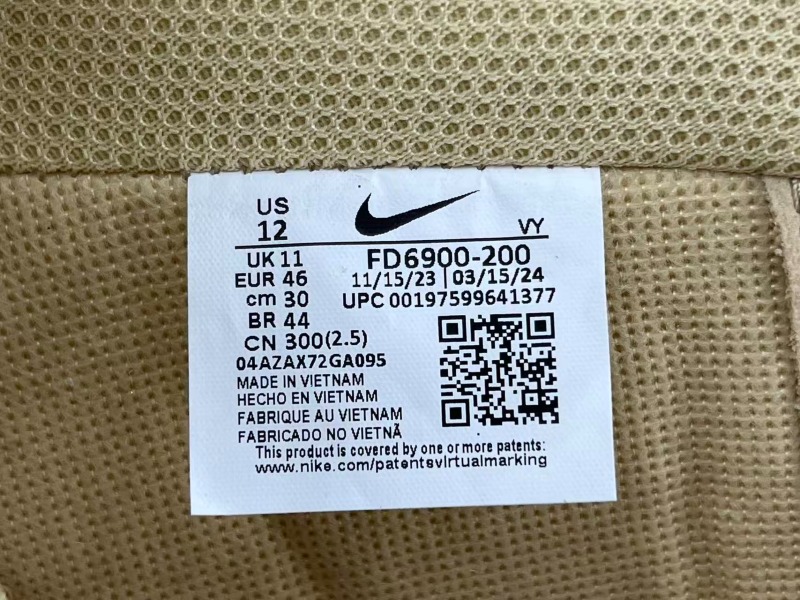 US
12
VY
UK 11
EUR 46
cm 30
BR 44
CN 300(2.5)
FD6900-200
11/15/23 | 03/15/24
UPC 00197599641377
04AZAX72GA095
MADE IN VIETNAM
HECHO EN VIETNAM
FABRIQUE AU VIETNAM
FABRICADO NO VIETNÃ
This product is covered by one or more patents:
www.nike.com/patentsvirtualmarking